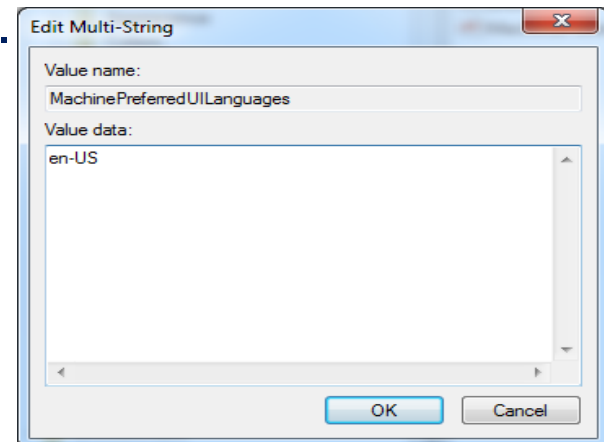 Edit Multi-String
Value name:
MachinePreferredUILanguages
Value data:
en-US
OK
Cancel